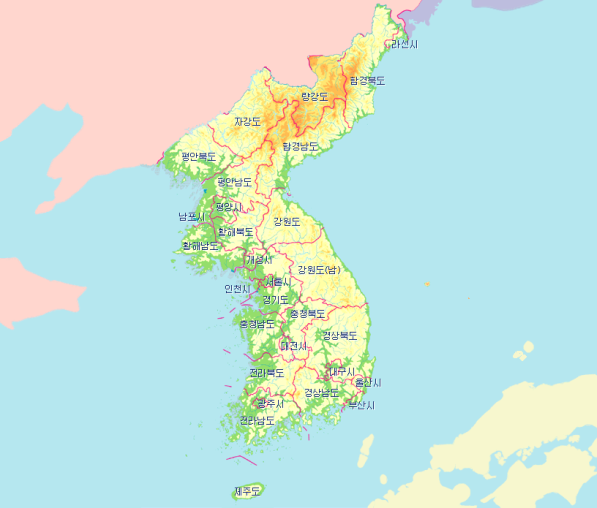 라선시
함경북도
량강도
자강도
함경남도
평안북도
평안남도
평양시
남포시
강원도
황해북도
황해남도
개성시
강원도(남)
서울시
인천시
경기도
충청북도
충청남도
경상북도
대전시
대구시
전라북도
울산시
경상남도
광주시
부산시
전라남도
제주도